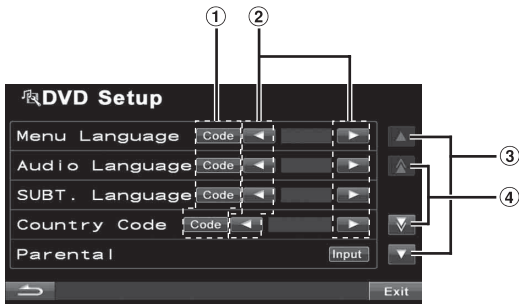 ① ②
DVD Setup
Menu Language Code
Audio Language Code
③
SUBT. Language Code
④
Country Code Code
Parental Input
Exit